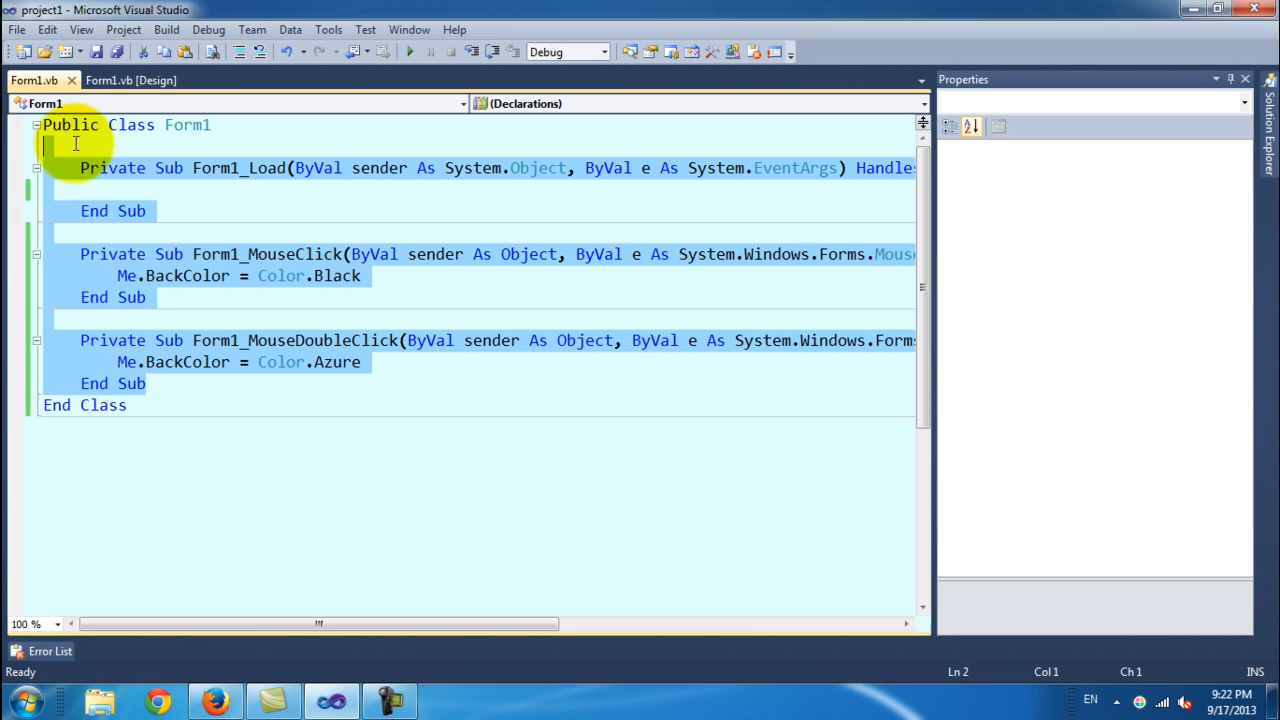 project1 - Microsoft Visual Studio
File Edit View Project Build Debug Team Data Tools Test Window Help
Debug
Form1.vb Form1.vb [Design]
Properties
Form1 (Declarations)
Public Class Form1
Private Sub Form1_Load(ByVal sender As System.Object, ByVal e As System.EventArgs) Handles
End Sub
Private Sub Form1_MouseClick(ByVal sender As Object, ByVal e As System.Windows.Forms.Mouse
Me.BackColor = Color.Black
End Sub
Private Sub Form1_MouseDoubleClick(ByVal sender As Object, ByVal e As System.Windows.Forms
Me.BackColor = Color.Azure
End Sub
End Class
Solution Explorer
100 %
Error List
Ready Ln 2 Col 1 Ch 1 INS
EN
9:22 PM
9/17/2013